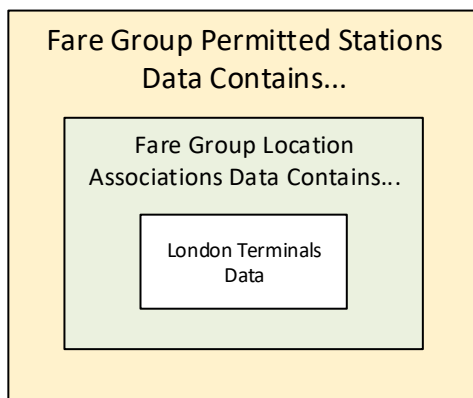 Fare Group Permitted Stations
Data Contains...
Fare Group Location
Associations Data Contains...
London Terminals
Data